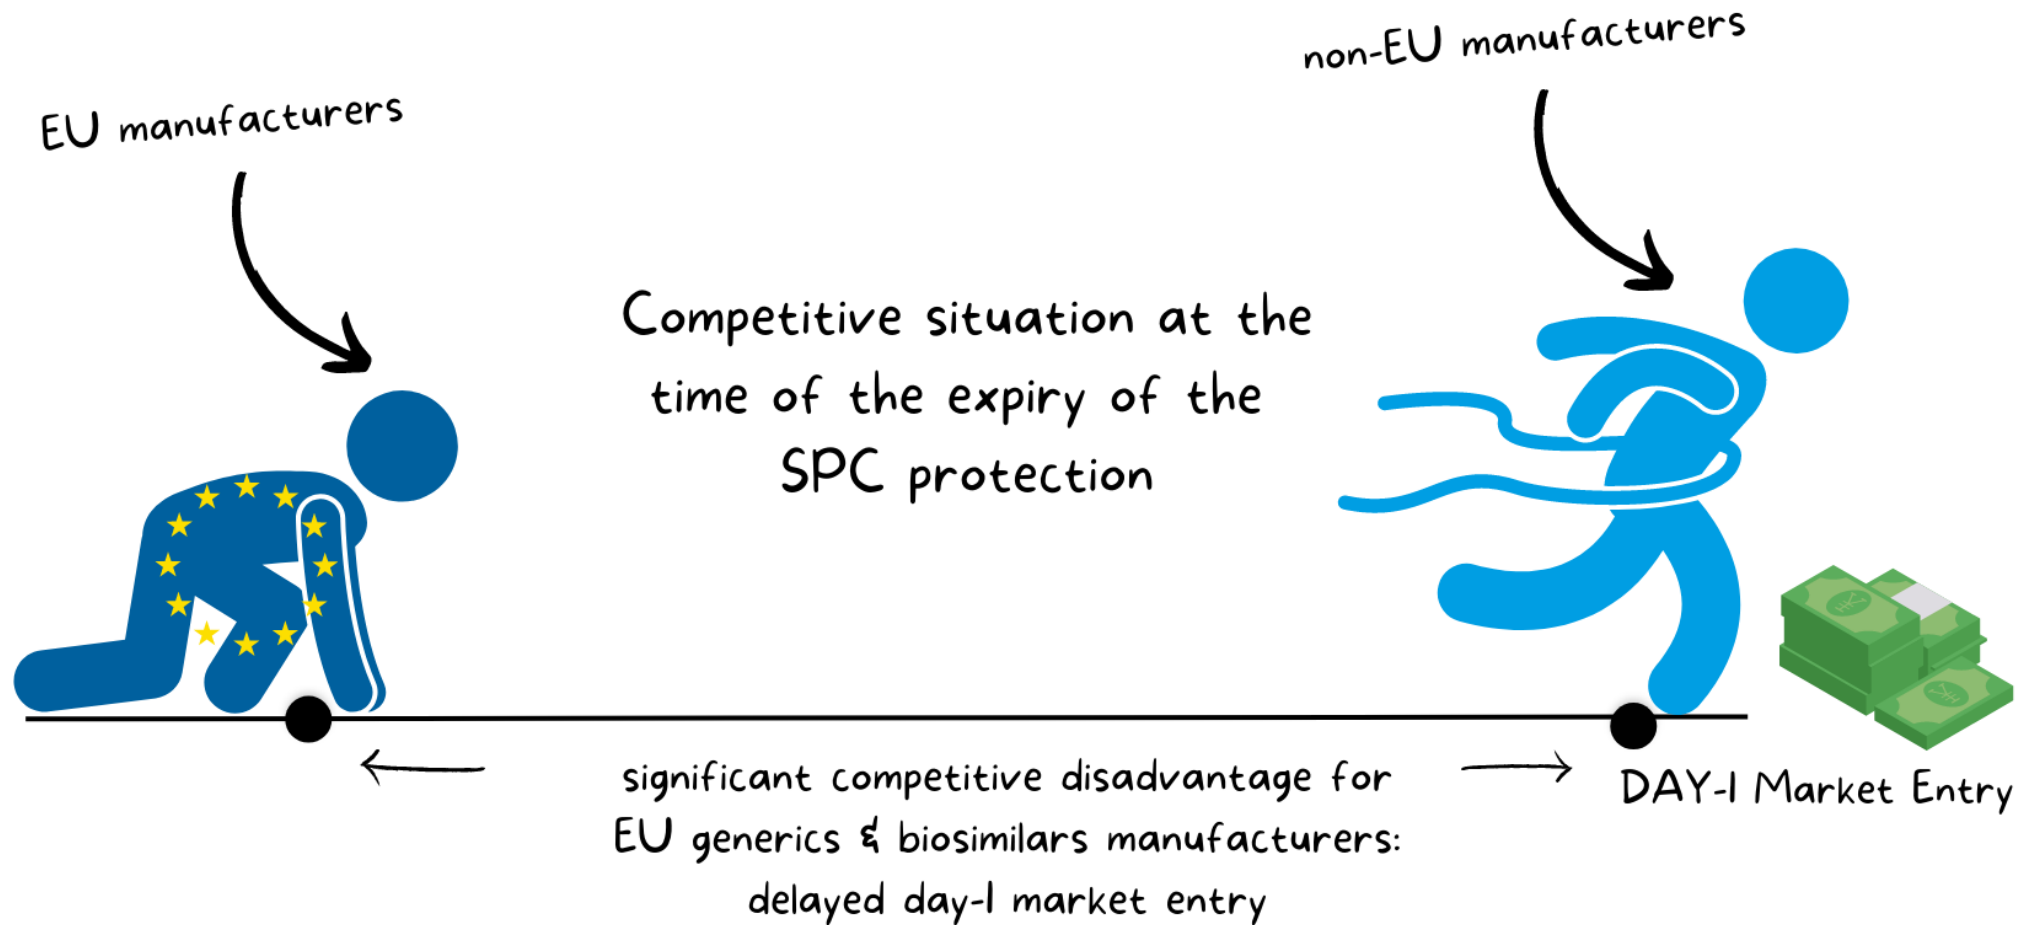 non-EU manufacturers
EU manufacturers
Competitive situation at the
time of the expiry of the
SPC protection
significant competitive disadvantage for
EU generics & biosimilars manufacturers:
delayed day-1 market entry
DAY-1 Market Entry